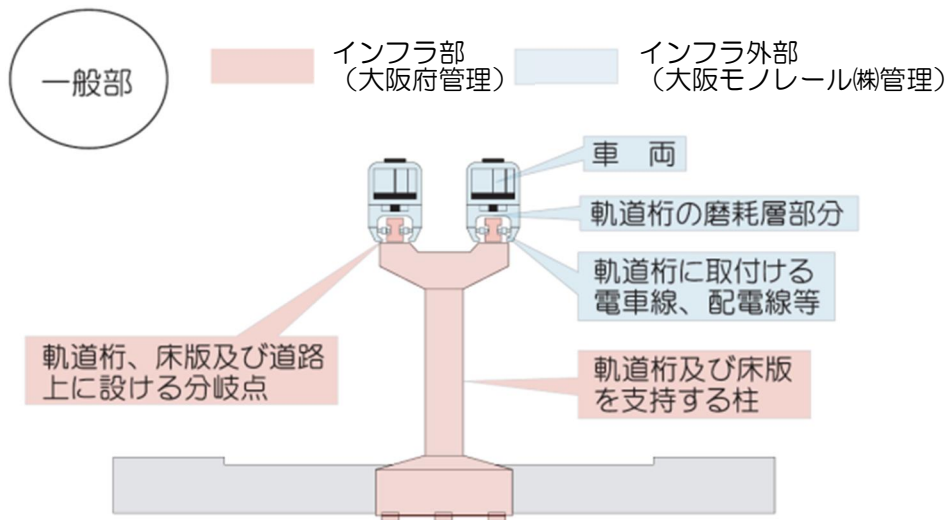 一般部
インフラ部
（大阪府管理）
インフラ外部
（大阪モノレール㈱管理）
車　両
軌道桁の磨耗層部分
軌道桁に取付ける
電車線、配電線等
軌道桁、床版及び道路
上に設ける分岐点
軌道桁及び床版
を支持する柱